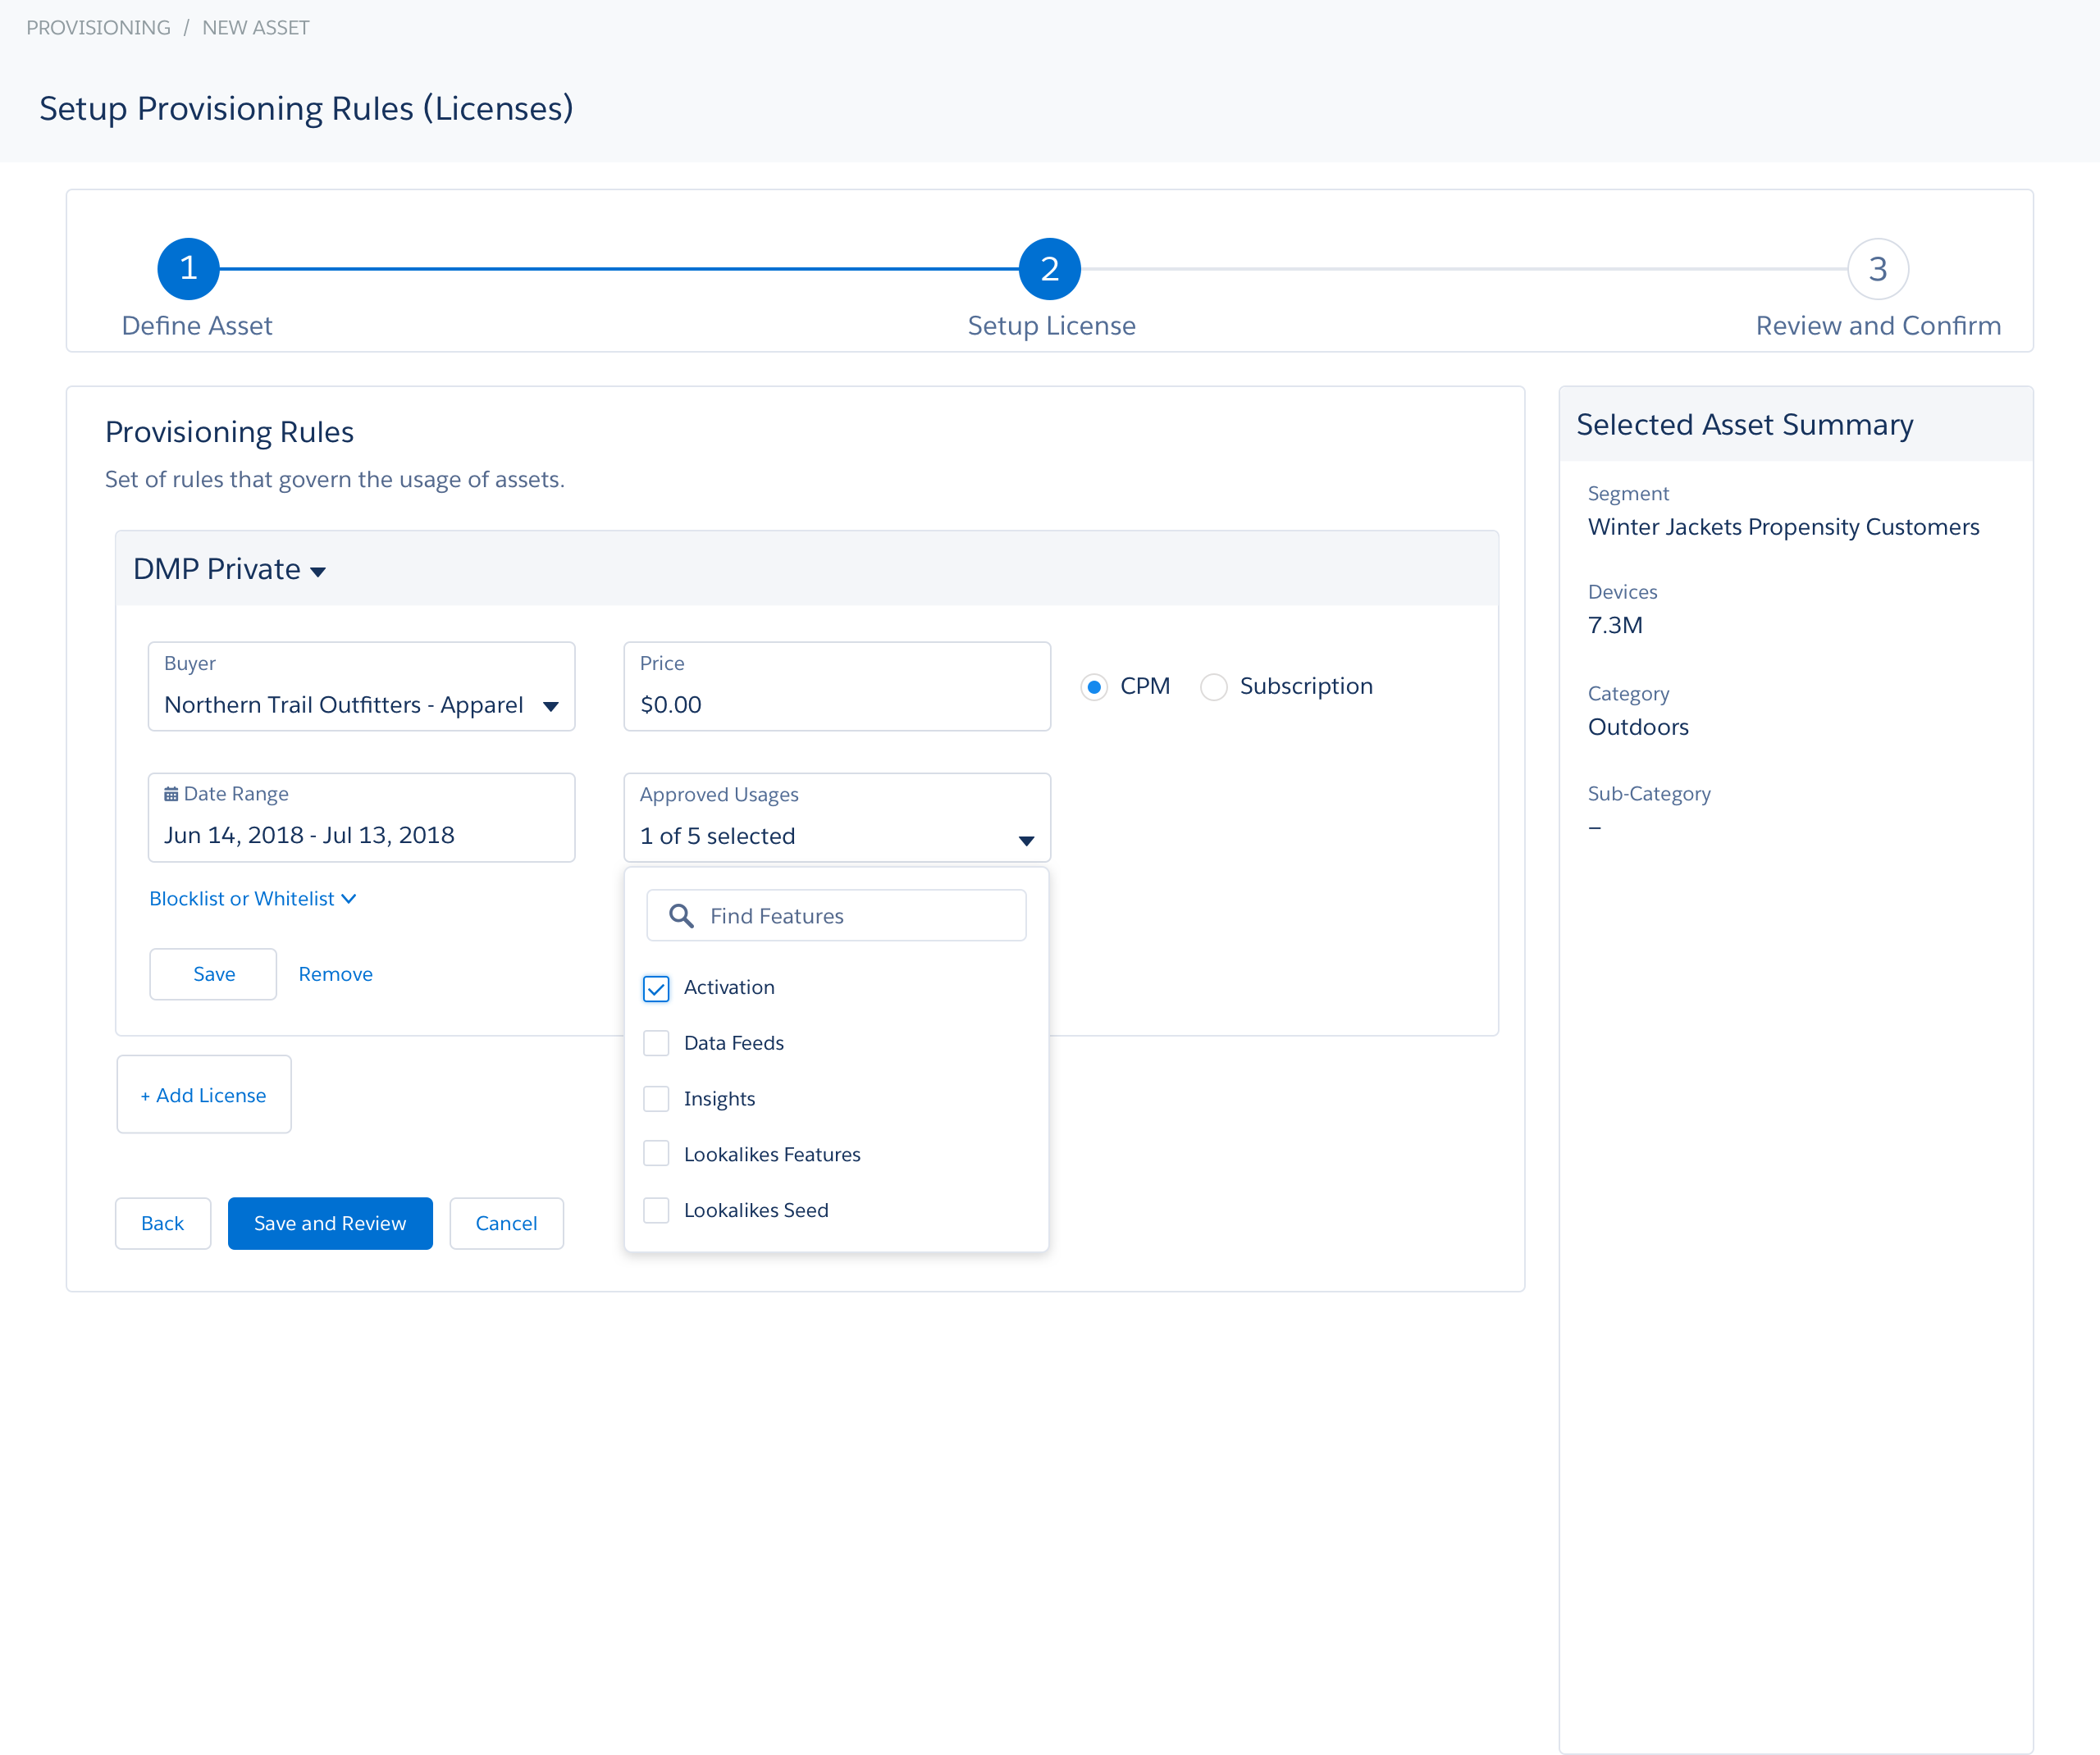 PROVISIONING / NEW ASSET
Setup Provisioning Rules (Licenses)
1
2
3
Define Asset
Setup License
Review and Confirm
Provisioning Rules
Set of rules that govern the usage of assets.
DMP Private
Buyer
Northern Trail Outfitters - Apparel
Price
$0.00
CPM
Subscription
Date Range
Jun 14, 2018 - Jul 13, 2018
Approved Usages
1 of 5 selected
Blocklist or Whitelist
Find Features
Save
Remove
Activation
Data Feeds
Insights
Lookalikes Features
Lookalikes Seed
+ Add License
Back
Save and Review
Cancel
Selected Asset Summary
Segment
Winter Jackets Propensity Customers
Devices
7.3M
Category
Outdoors
Sub-Category
–